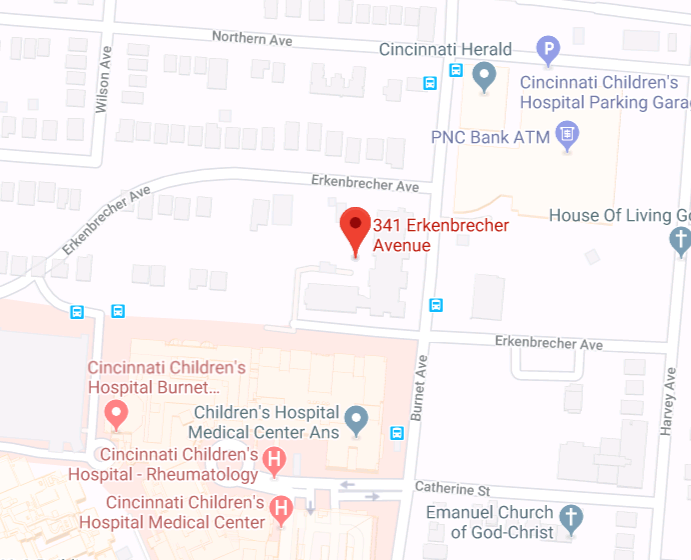 Northern Ave
Wilson Ave
Cincinnati Herald
P
Cincinnati Children's
Hospital Parking Gara
PNC Bank ATM
Erkenbrecher Ave
Erkenbrecher Ave
341 Erkenbrecher
Avenue
House Of Living Go
Erkenbrecher Ave
Burnet Ave
Harvey Ave
Cincinnati Children's
Hospital Burnet...
Children's Hospital
Medical Center Ans
Cincinnati Children's
Hospital - Rheumatology
H
Cincinnati Children's
Hospital Medical Center
H
Catherine St
Emanuel Church
of God-Christ